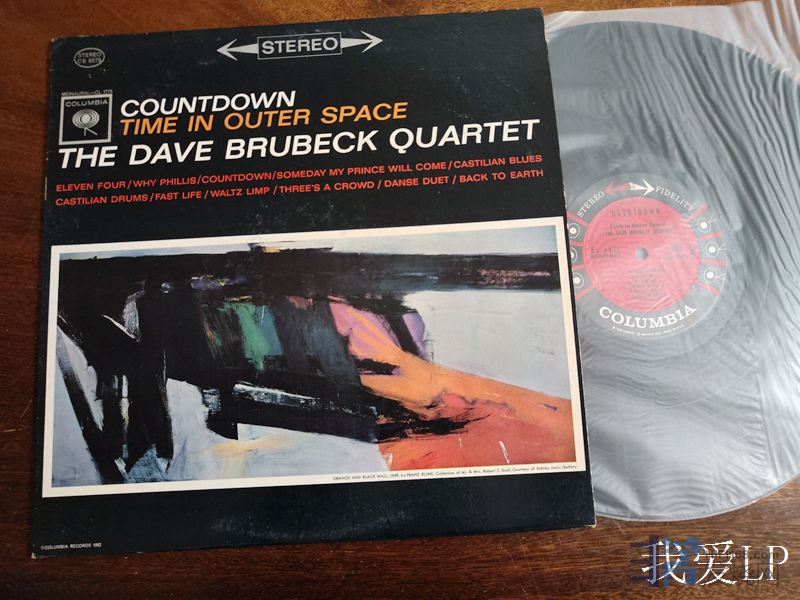 STEREO
STEREO
CS 8575
MONAURAL—CL 1775
COLUMBIA
COUNTDOWN
TIME IN OUTER SPACE
THE DAVE BRUBECK QUARTET
ELEVEN FOUR/WHY PHILLIS/COUNTDOWN/SOMEDAY MY PRINCE WILL COME/CASTILIAN BLUES
CASTILIAN DRUMS/FAST LIFE/WALTZ LIMP/THREE'S A CROWD/DANSE DUET/BACK TO EARTH
ORANGE AND BLACK WALL, 1959, by FRANZ KLINE, Collection of Mr. & Mrs. Robert C. Scull, Courtesy of Sidney Janis Gallery
©COLUMBIA RECORDS 1962
STEREO FIDELITY
COUNTDOWN
Time In Outer Space
THE DAVE BRUBECK QUARTET
COLUMBIA
我爱LP